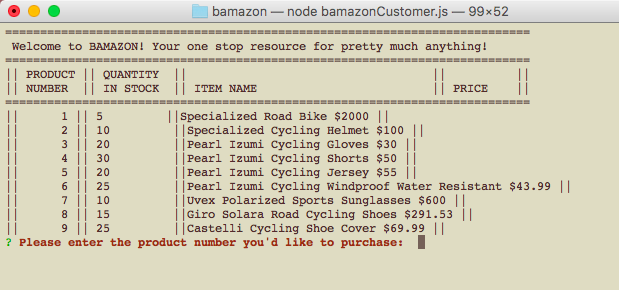 bamazon — node bamazonCustomer.js — 99×52
==========================================================================
Welcome to BAMAZON! Your one stop resource for pretty much anything!
==========================================================================
|| PRODUCT || QUANTITY || || ||
|| NUMBER || IN STOCK || ITEM NAME || PRICE ||
==========================================================================
|| 1 || 5 ||Specialized Road Bike $2000 ||
|| 2 || 10 ||Specialized Cycling Helmet $100 ||
|| 3 || 20 ||Pearl Izumi Cycling Gloves $30 ||
|| 4 || 30 ||Pearl Izumi Cycling Shorts $50 ||
|| 5 || 20 ||Pearl Izumi Cycling Jersey $55 ||
|| 6 || 25 ||Pearl Izumi Cycling Windproof Water Resistant $43.99 ||
|| 7 || 10 ||Uvex Polarized Sports Sunglasses $600 ||
|| 8 || 15 ||Giro Solara Road Cycling Shoes $291.53 ||
|| 9 || 25 ||Castelli Cycling Shoe Cover $69.99 ||
? Please enter the product number you'd like to purchase: